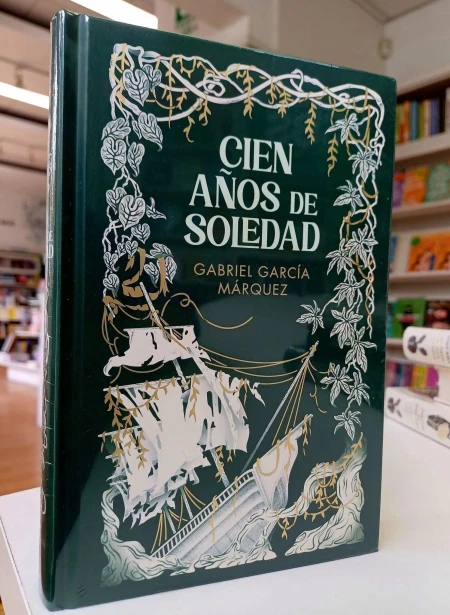 CIEN
AÑOS DE
SOLEDAD
GABRIEL GARCÍA
MÁRQUEZ